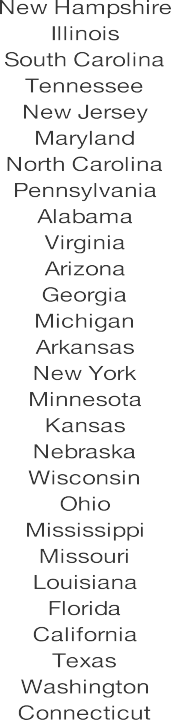 New Hampshire
Illinois
South Carolina
Tennessee
New Jersey
Maryland
North Carolina
Pennsylvania
Alabama
Virginia
Arizona
Georgia
Michigan
Arkansas
New York
Minnesota
Kansas
Nebraska
Wisconsin
Ohio
Mississippi
Missouri
Louisiana
Florida
California
Texas
Washington
Connecticut